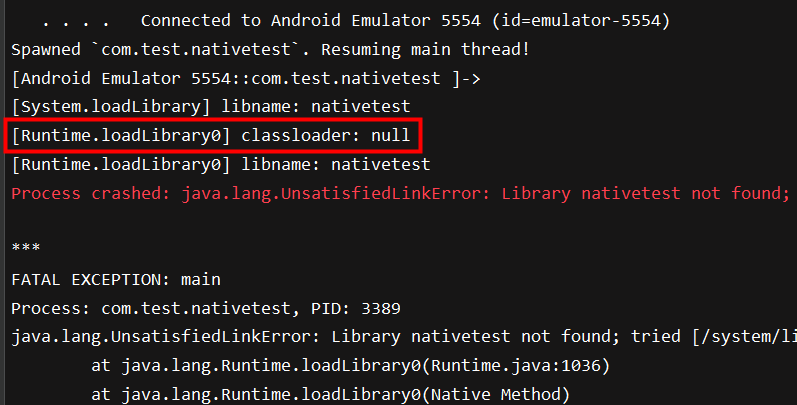 . . . . Connected to Android Emulator 5554 (id=emulator-5554)
Spawned `com.test.nativetest`. Resuming main thread!
[Android Emulator 5554::com.test.nativetest ]->
[System.loadLibrary] libname: nativetest
[Runtime.loadLibrary0] classloader: null
[Runtime.loadLibrary0] libname: nativetest
Process crashed: java.lang.UnsatisfiedLinkError: Library nativetest not found;
***
FATAL EXCEPTION: main
Process: com.test.nativetest, PID: 3389
java.lang.UnsatisfiedLinkError: Library nativetest not found; tried [/system/li
at java.lang.Runtime.loadLibrary0(Runtime.java:1036)
at java.lang.Runtime.loadLibrary0(Native Method)